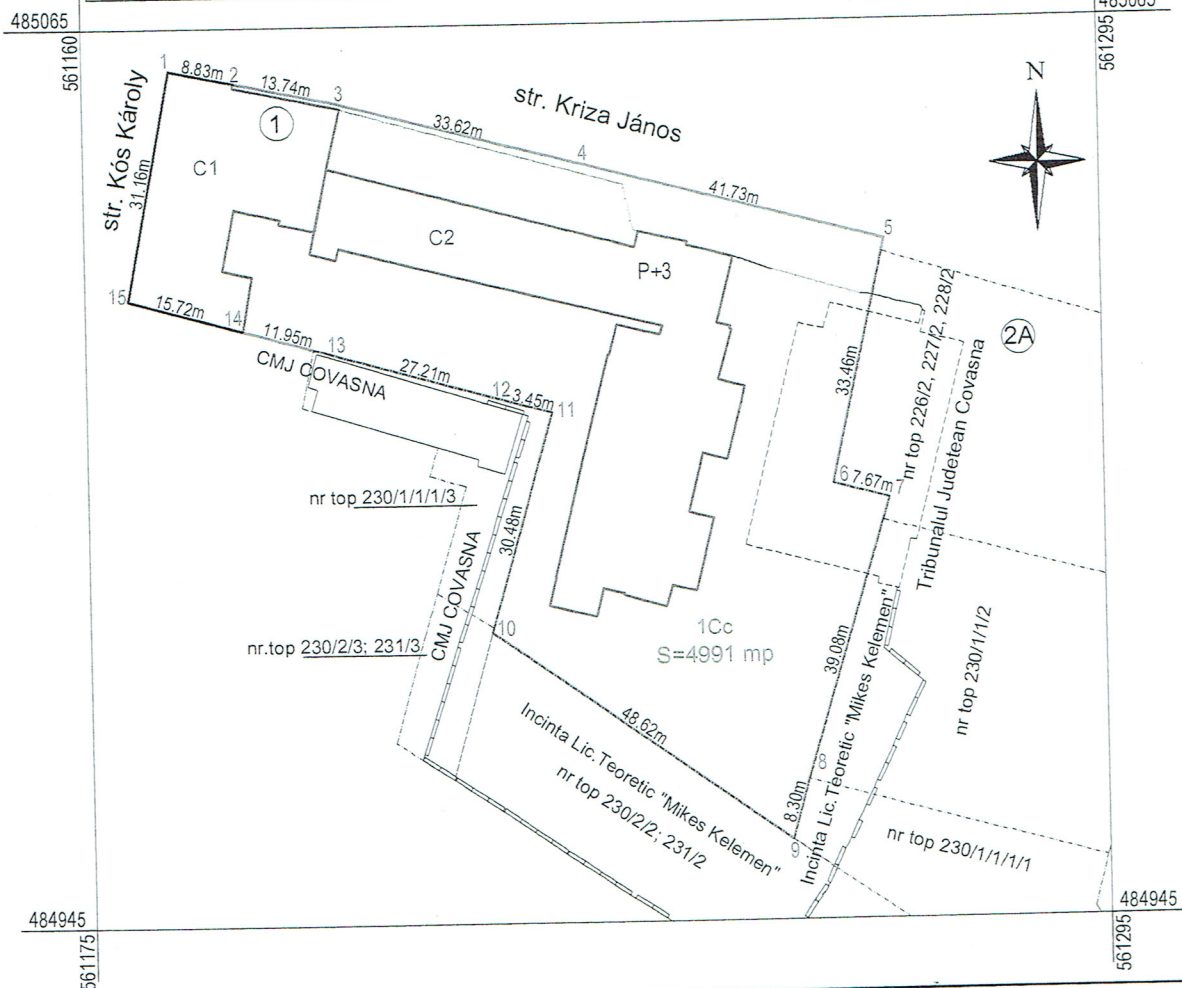 485065
485065
561160
561295
1
8.83m
2
13.74m
3
str. Kriza János
N
str. Kós Károly
1
33.62m
4
41.73m
5
C1
31.16m
C2
P+3
15
15.72m
14
11.95m
13
27.21m
12
3.45m
11
CMJ COVASNA
33.46m
nr top 226/2, 227/2, 228/2
2A
Tribunalul Judetean Covasna
6
7.67m
7
nr top 230/1/1/1/3
30.48m
CMJ COVASNA
nr.top 230/2/3; 231/3
10
1Cc
S=4991 mp
39.08m
nr top 230/1/1/2
48.62m
Incinta Lic. Teoretic "Mikes Kelemen"
nr top 230/2/2; 231/2
8
8.30m
9
Incinta Lic. Teoretic "Mikes Kelemen"
nr top 230/1/1/1/1
484945
484945
561175
561295